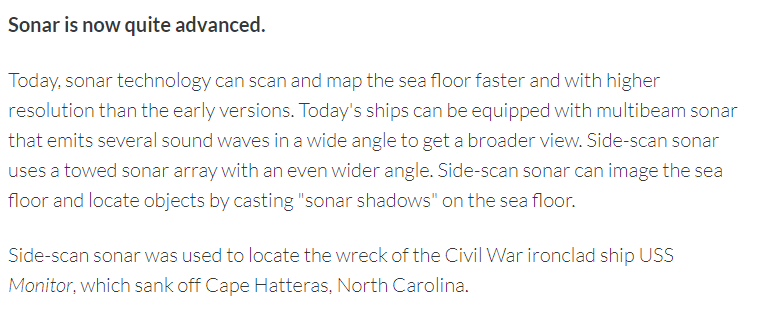 Sonar is now quite advanced.
Today, sonar technology can scan and map the sea floor faster and with higher
resolution than the early versions. Today's ships can be equipped with multibeam sonar
that emits several sound waves in a wide angle to get a broader view. Side-scan sonar
uses a towed sonar array with an even wider angle. Side-scan sonar can image the sea
floor and locate objects by casting "sonar shadows" on the sea floor.
Side-scan sonar was used to locate the wreck of the Civil War ironclad ship USS
Monitor, which sank off Cape Hatteras, North Carolina.